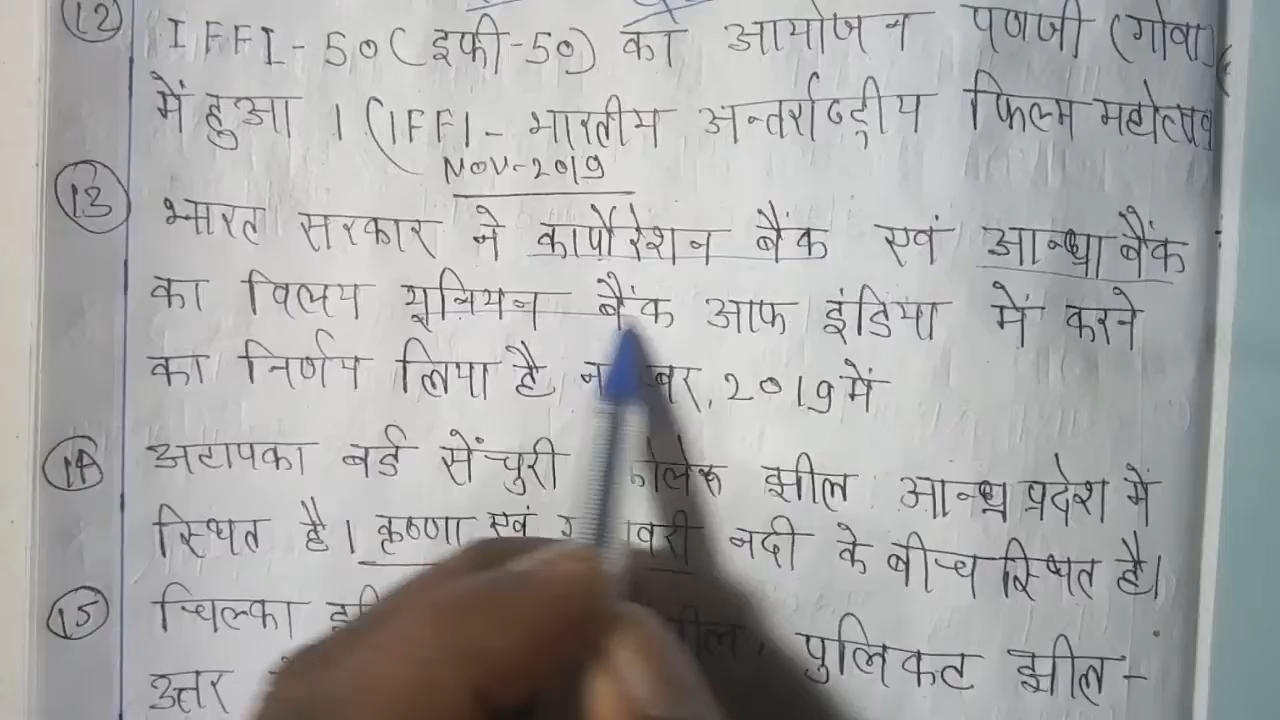 (12) IFFI-50(इफी-50) का आयोजन पणजी (गोवा)
में हुआ । (IFFI- भारतीय अन्तर्राष्ट्रीय फिल्म महोत्सव
NOV-2019
(13) भारत सरकार ने कार्पोरेशन बैंक एवं आन्ध्रा बैंक
का विलय यूनियन बैंक आफ इंडिया में करने
का निर्णय लिया है, 2019 में
(14) अटापका बर्ड सेंचुरी झील आन्ध्र प्रदेश में
स्थित है। कृष्णा एवं नदी के बीच स्थित है।
(15) चिल्का पुलिकट झील -
उत्तर